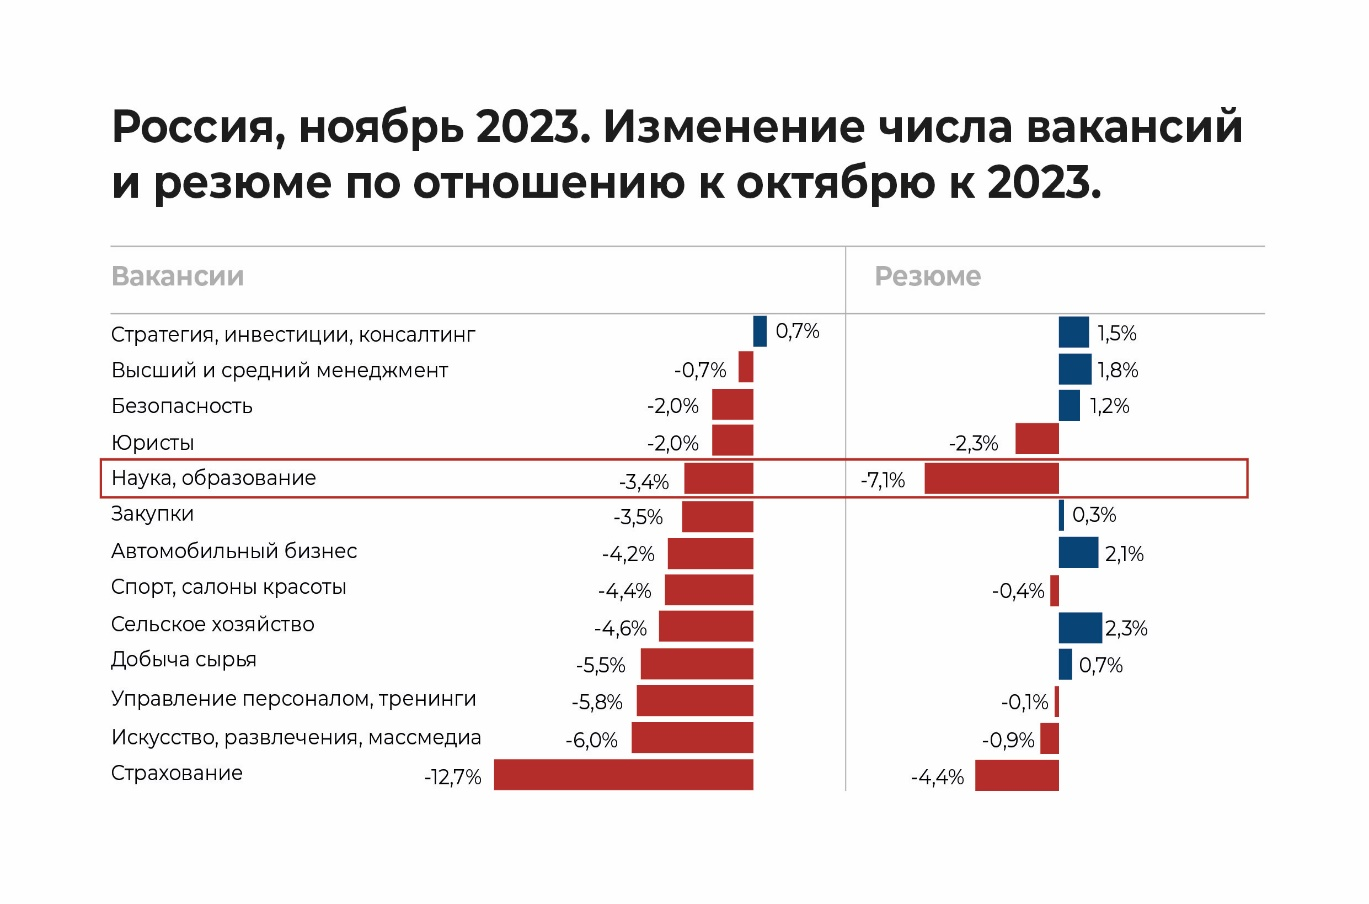 Россия, ноябрь 2023. Изменение числа вакансий
и резюме по отношению к октябрю к 2023.
Вакансии Резюме
Стратегия, инвестиции, консалтинг 0,7% 1,5%
Высший и средний менеджмент -0,7% 1,8%
Безопасность -2,0% 1,2%
Юристы -2,0% -2,3%
Наука, образование -3,4% -7,1%
Закупки -3,5% 0,3%
Автомобильный бизнес -4,2% 2,1%
Спорт, салоны красоты -4,4% -0,4%
Сельское хозяйство -4,6% 2,3%
Добыча сырья -5,5% 0,7%
Управление персоналом, тренинги -5,8% -0,1%
Искусство, развлечения, массмедиа -6,0% -0,9%
Страхование -12,7% -4,4%